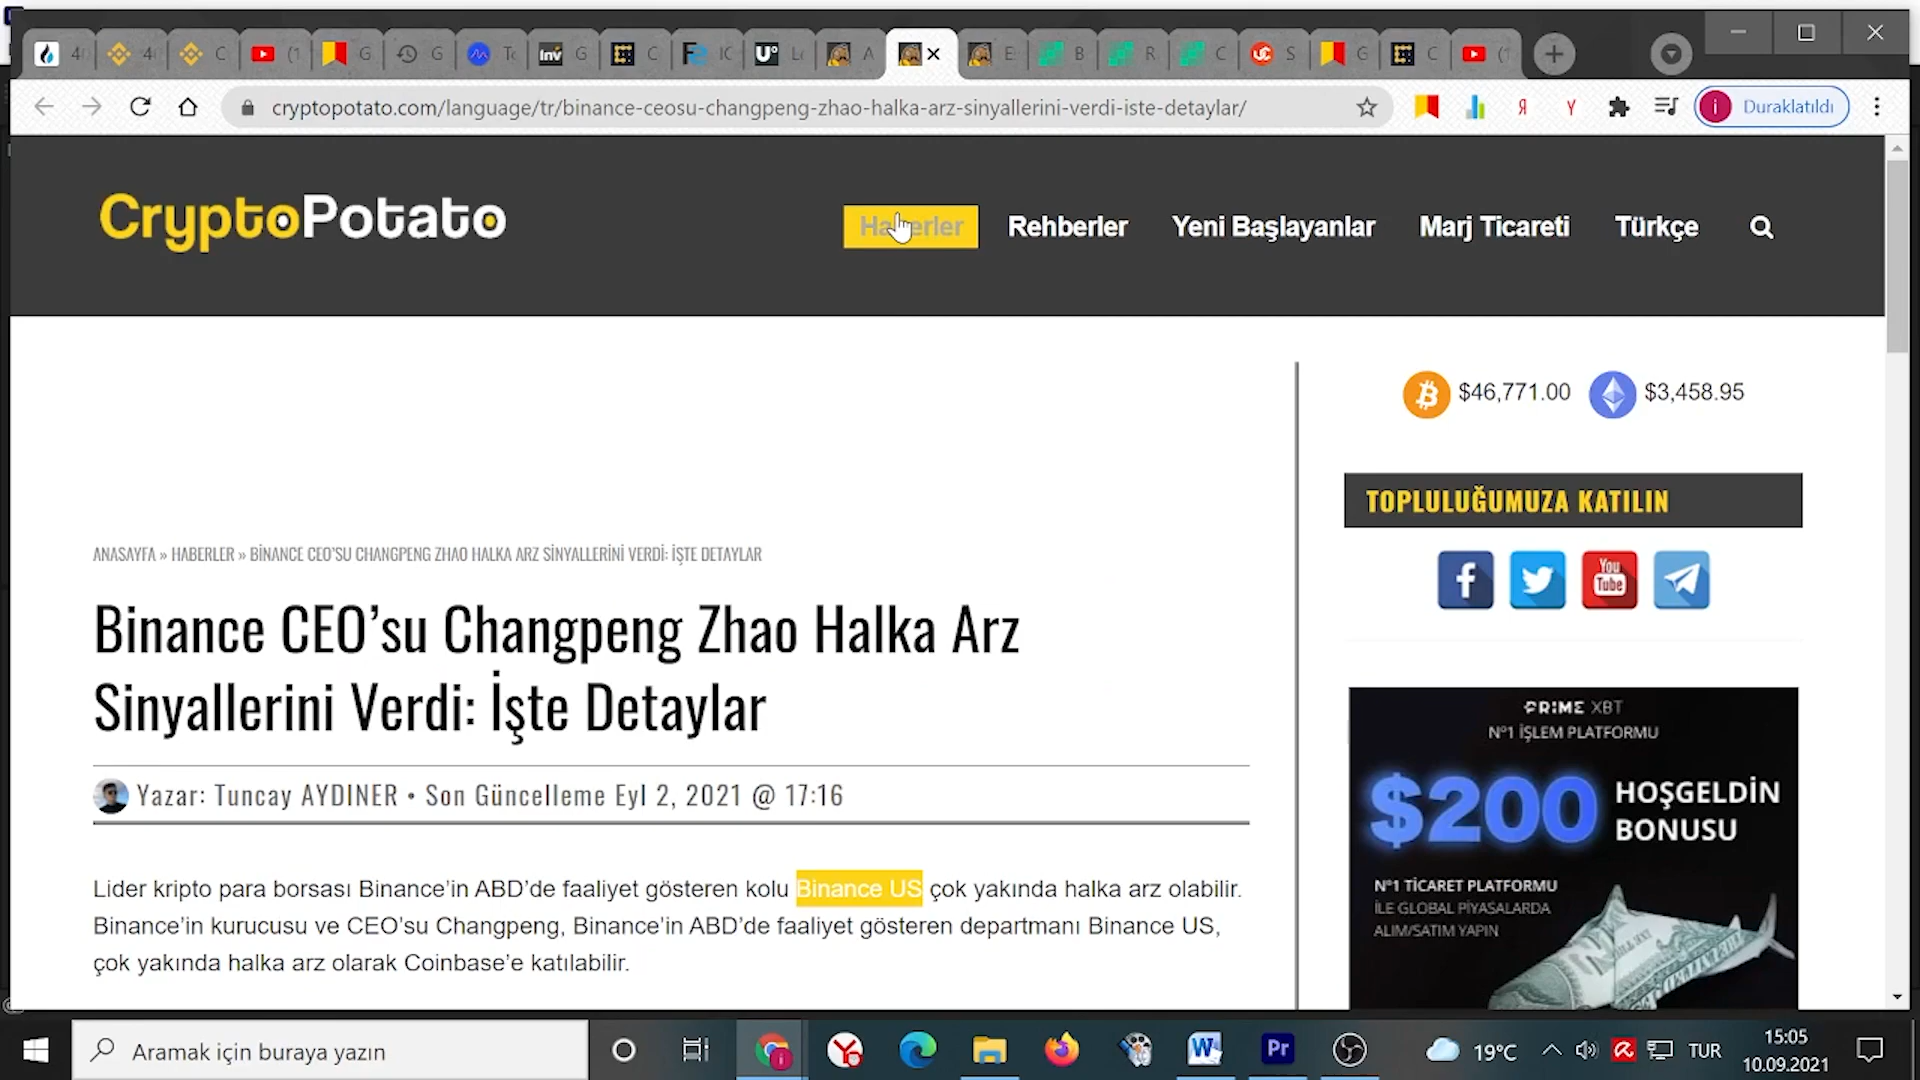 cryptopotato.com/language/tr/binance-ceosu-changpeng-zhao-halka-arz-sinyallerini-verdi-iste-detaylar/
Duraklatıldı
CryptoPotato
Haberler Rehberler Yeni Başlayanlar Marj Ticareti Türkçe
$46,771.00 $3,458.95
TOPLULUĞUMUZA KATILIN
You
Tube
ANASAYFA » HABERLER » BİNANCE CEO'SU CHANGPENG ZHAO HALKA ARZ SİNYALLERİNİ VERDİ: İŞTE DETAYLAR
Binance CEO’su Changpeng Zhao Halka Arz
Sinyallerini Verdi: İşte Detaylar
Yazar: Tuncay AYDINER • Son Güncelleme Eyl 2, 2021 @ 17:16
Lider kripto para borsası Binance’in ABD’de faaliyet gösteren kolu Binance US çok yakında halka arz olabilir.
Binance’in kurucusu ve CEO’su Changpeng, Binance’in ABD’de faaliyet gösteren departmanı Binance US,
çok yakında halka arz olarak Coinbase’e katılabilir.
PRIME XBT
Nº1 İŞLEM PLATFORMU
$200 HOŞGELDİN
BONUSU
Nº1 TİCARET PLATFORMU
İLE GLOBAL PİYASALARDA
ALIM/SATIM YAPIN
Aramak için buraya yazın
19°C
TUR
15:05
10.09.2021